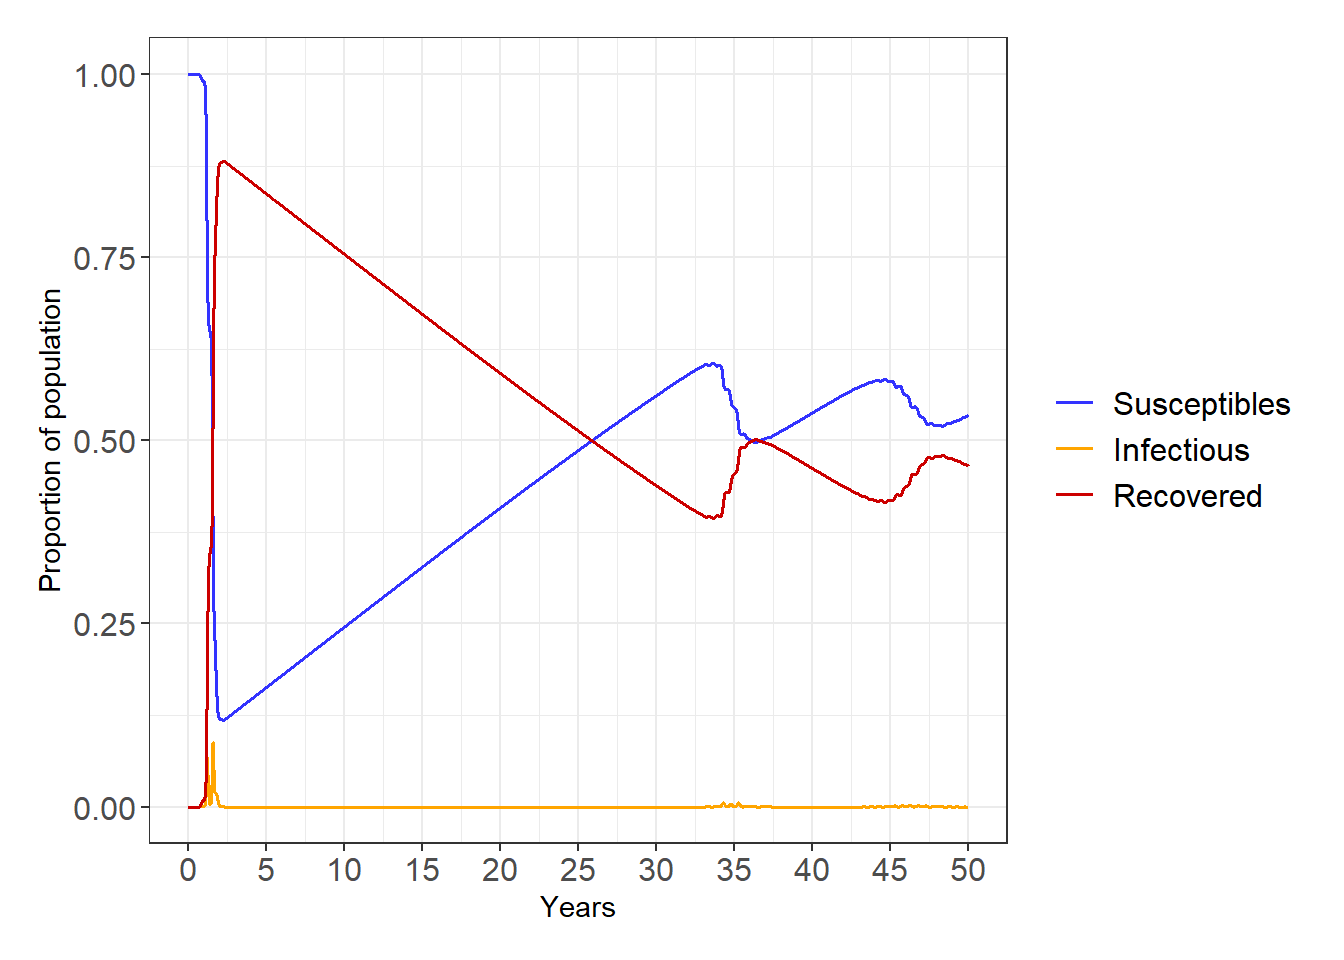 1.00
0.75
0.50
0.25
0.00
Proportion of population
0 5 10 15 20 25 30 35 40 45 50
Years
Susceptibles
Infectious
Recovered